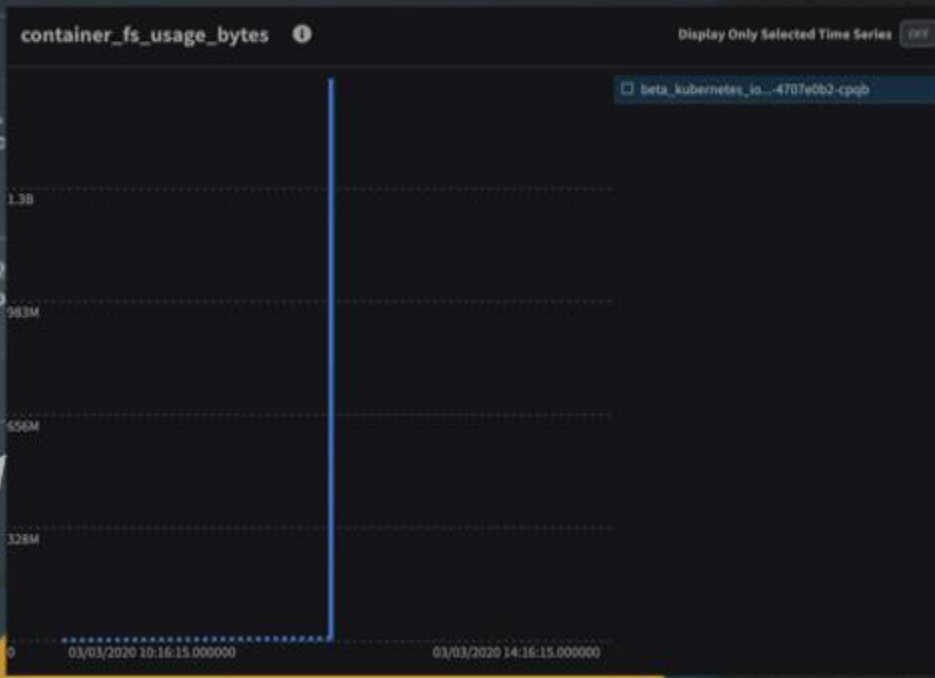 container_fs_usage_bytes
Display Only Selected Time Series OFF
beta_kubernetes_io...-4707e0b2-cpqb
1.3B
983M
656M
328M
0
03/03/2020 10:16:15.000000 03/03/2020 14:16:15.000000